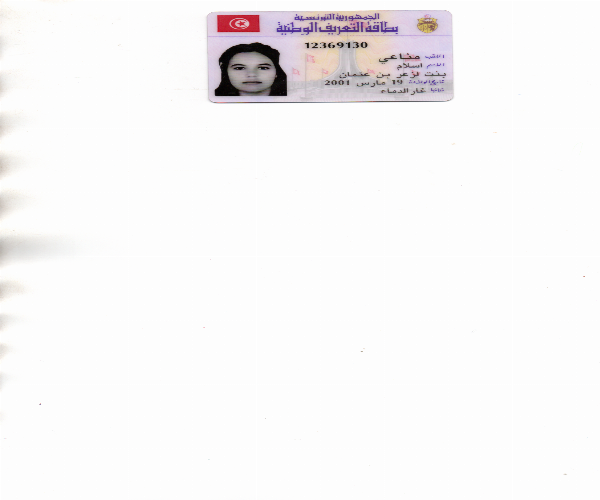 الجمهورية التونسية
بطاقة التعريف الوطنية
12369130
اللقب مناعي
الاسم اسلام
بنت لزعر بن عثمان
تاريخ الولادة 19 مارس 2001
مكانها غار الدماء